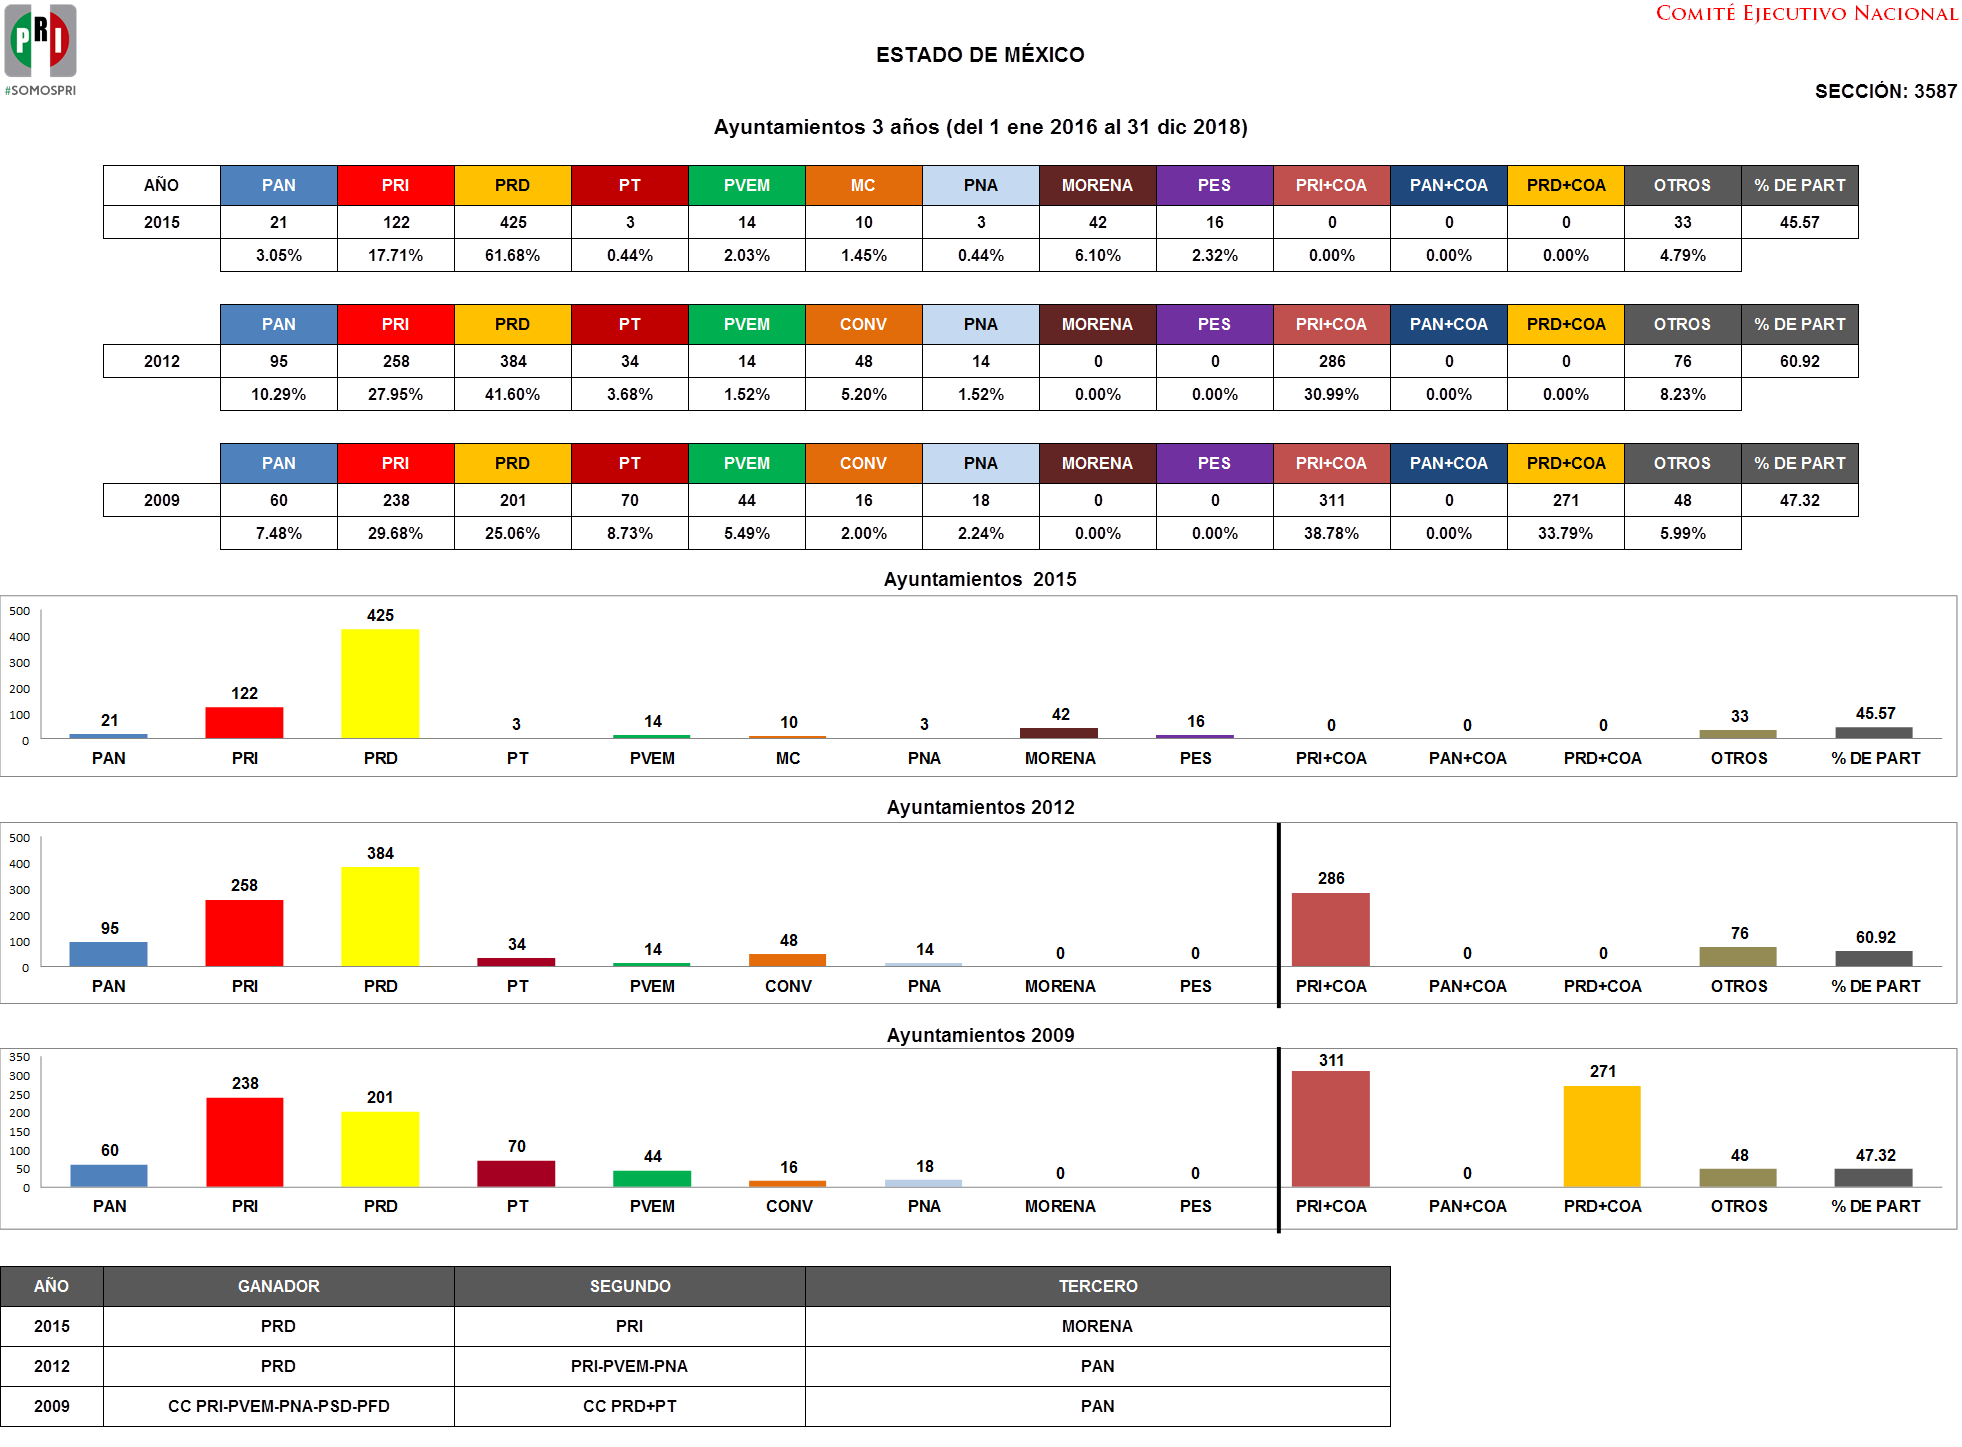 PRI
#SOMOSPRI
COMITÉ EJECUTIVO NACIONAL
ESTADO DE MÉXICO
SECCIÓN: 3587
Ayuntamientos 3 años (del 1 ene 2016 al 31 dic 2018)
AÑO PAN PRI PRD PT PVEM MC PNA MORENA PES PRI+COA PAN+COA PRD+COA OTROS % DE PART
2015 21 122 425 3 14 10 3 42 16 0 0 0 33 45.57
3.05% 17.71% 61.68% 0.44% 2.03% 1.45% 0.44% 6.10% 2.32% 0.00% 0.00% 0.00% 4.79%
PAN PRI PRD PT PVEM CONV PNA MORENA PES PRI+COA PAN+COA PRD+COA OTROS % DE PART
2012 95 258 384 34 14 48 14 0 0 286 0 0 76 60.92
10.29% 27.95% 41.60% 3.68% 1.52% 5.20% 1.52% 0.00% 0.00% 30.99% 0.00% 0.00% 8.23%
PAN PRI PRD PT PVEM CONV PNA MORENA PES PRI+COA PAN+COA PRD+COA OTROS % DE PART
2009 60 238 201 70 44 16 18 0 0 311 0 271 48 47.32
7.48% 29.68% 25.06% 8.73% 5.49% 2.00% 2.24% 0.00% 0.00% 38.78% 0.00% 33.79% 5.99%
Ayuntamientos 2015
500
400
300
200
100
0
21 122 425 3 14 10 3 42 16 0 0 0 33 45.57
PAN PRI PRD PT PVEM MC PNA MORENA PES PRI+COA PAN+COA PRD+COA OTROS % DE PART
Ayuntamientos 2012
500
400
300
200
100
0
95 258 384 34 14 48 14 0 0 286 0 0 76 60.92
PAN PRI PRD PT PVEM CONV PNA MORENA PES PRI+COA PAN+COA PRD+COA OTROS % DE PART
Ayuntamientos 2009
350
300
250
200
150
100
50
0
60 238 201 70 44 16 18 0 0 311 0 271 48 47.32
PAN PRI PRD PT PVEM CONV PNA MORENA PES PRI+COA PAN+COA PRD+COA OTROS % DE PART
AÑO GANADOR SEGUNDO TERCERO
2015 PRD PRI MORENA
2012 PRD PRI-PVEM-PNA PAN
2009 CC PRI-PVEM-PNA-PSD-PFD CC PRD+PT PAN